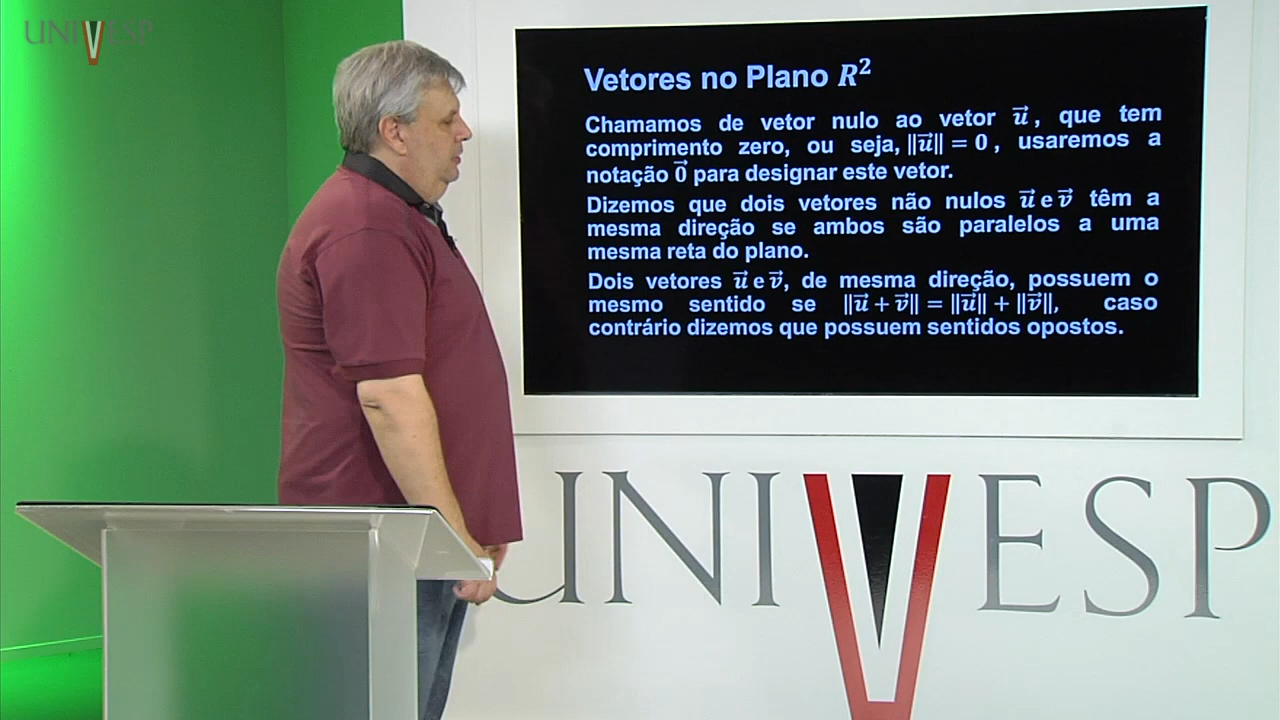 UNIVESP
Vetores no Plano R²
Chamamos de vetor nulo ao vetor u⃗, que tem
comprimento zero, ou seja, ‖u⃗‖ = 0 , usaremos a
notação 0⃗ para designar este vetor.
Dizemos que dois vetores não nulos u⃗ e v⃗ têm a
mesma direção se ambos são paralelos a uma
mesma reta do plano.
Dois vetores u⃗ e v⃗, de mesma direção, possuem o
mesmo sentido se ‖u⃗ + v⃗‖ = ‖u⃗‖ + ‖v⃗‖, caso
contrário dizemos que possuem sentidos opostos.
UNIVESP